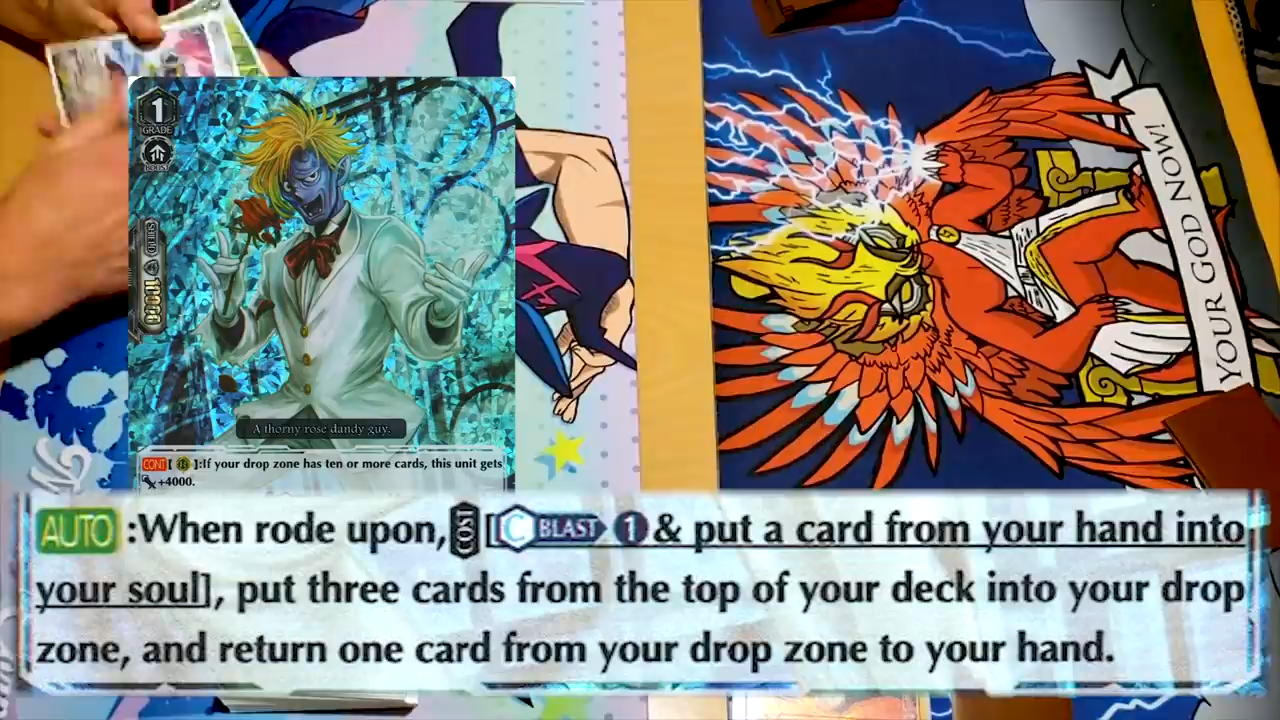 1
GRADE
BOOST
SHIELD
10000
A thorny rose dandy guy.
CONT[ ]:If your drop zone has ten or more cards, this unit gets
+4000.
AUTO :When rode upon, COST [C BLAST 1 & put a card from your hand into
your soul], put three cards from the top of your deck into your drop
zone, and return one card from your drop zone to your hand.
YOUR GOD NOW!